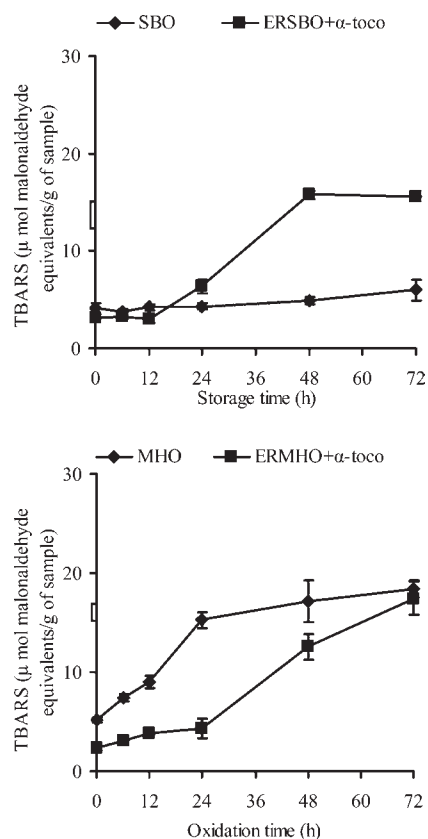 SBO ERSBO+α-toco
30
20
10
0
TBARS (μ mol malonaldehyde
equivalents/g of sample)
0 12 24 36 48 60 72
Storage time (h)
MHO ERMHO+α-toco
30
20
10
0
TBARS (μ mol malonaldehyde
equivalents/g of sample)
0 12 24 36 48 60 72
Oxidation time (h)